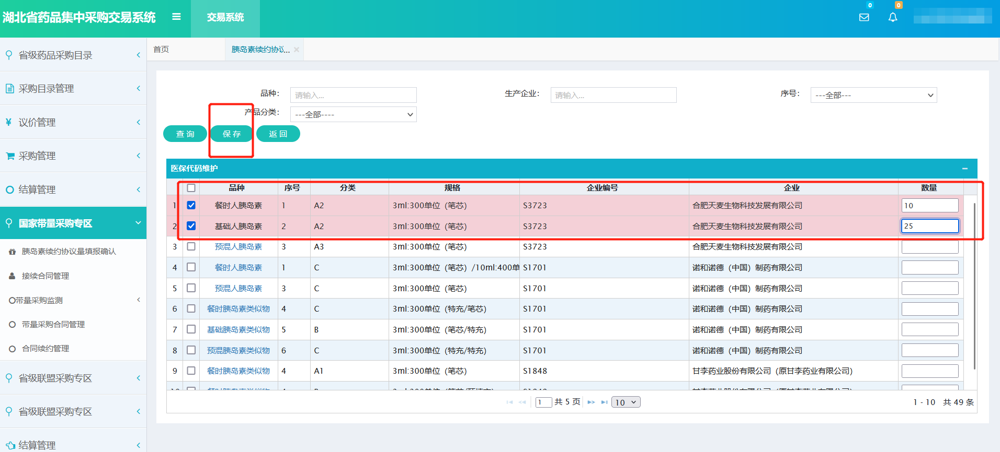 湖北省药品集中采购交易系统
交易系统
0
0
省级药品采购目录
采购目录管理
议价管理
采购管理
结算管理
国家带量采购专区
胰岛素续约协议量填报确认
接续合同管理
带量采购监测
带量采购合同管理
合同续约管理
省级联盟采购专区
省级联盟采购专区
结算管理
首页
胰岛素续约协议...
品种： 请输入...
生产企业： 请输入...
序号： ---全部---
产品分类： ---全部----
查 询 保 存 返 回
医保代码维护
品种 序号 分类 规格 企业编号 企业 数量
1 餐时人胰岛素 1 A2 3ml:300单位（笔芯） S3723 合肥天麦生物科技发展有限公司 10
2 基础人胰岛素 2 A2 3ml:300单位（笔芯） S3723 合肥天麦生物科技发展有限公司 25
3 预混人胰岛素 3 A3 3ml:300单位（笔芯） S3723 合肥天麦生物科技发展有限公司
4 餐时人胰岛素 1 C 3ml:300单位（笔芯）/10ml:400单 S1701 诺和诺德（中国）制药有限公司
5 预混人胰岛素 3 C 3ml:300单位（笔芯） S1701 诺和诺德（中国）制药有限公司
6 餐时胰岛素类似物 4 C 3ml:300单位（特充/笔芯） S1701 诺和诺德（中国）制药有限公司
7 基础胰岛素类似物 5 B 3ml:300单位（笔芯/特充） S1701 诺和诺德（中国）制药有限公司
8 预混胰岛素类似物 6 C 3ml:300单位（特充/特充） S1701 诺和诺德（中国）制药有限公司
9 餐时胰岛素类似物 4 A1 3ml:300单位（笔芯） S1848 甘李药业股份有限公司（原甘李药业有限公司）
1 共 5 页 10
1 - 10 共 49 条